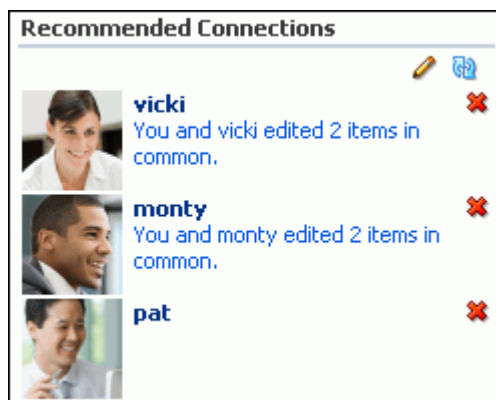 Recommended Connections
vicki
You and vicki edited 2 items in
common.
monty
You and monty edited 2 items in
common.
pat